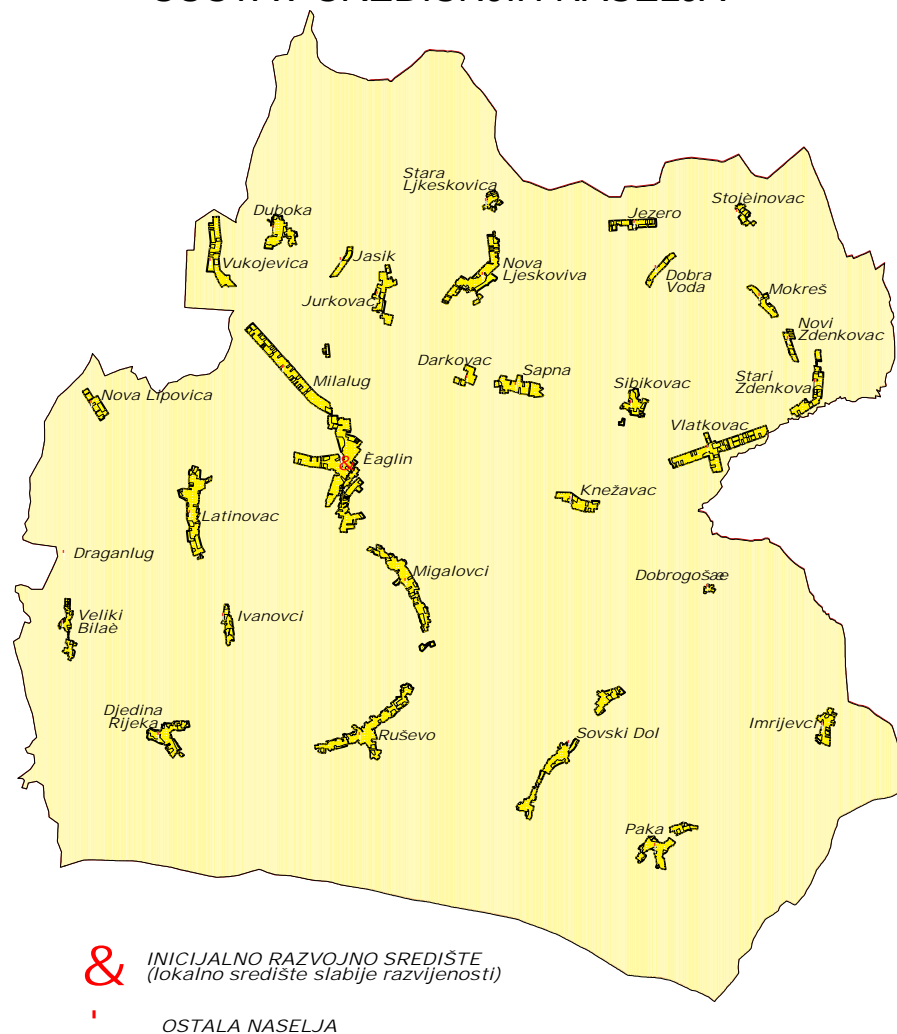 Stara
Ljkeskovica
Stojèinovac
Duboka
Jezero
Vukojevica
Jasik
Nova
Ljeskoviva
Dobra
Voda
Mokreš
Jurkovac
Novi
Zdenkovac
Darkovac
Sapna
Milalug
Sibikovac
Stari
Zdenkovac
Nova Lipovica
Vlatkovac
Èaglin
&
Knežavac
Latinovac
Draganlug
Migalovci
Dobrogošæe
Veliki
Bilaè
Ivanovci
Djedina
Rijeka
Ruševo
Sovski Dol
Imrijevci
Paka
& INICIJALNO RAZVOJNO SREDIŠTE
(lokalno središte slabije razvijenosti)
' OSTALA NASELJA